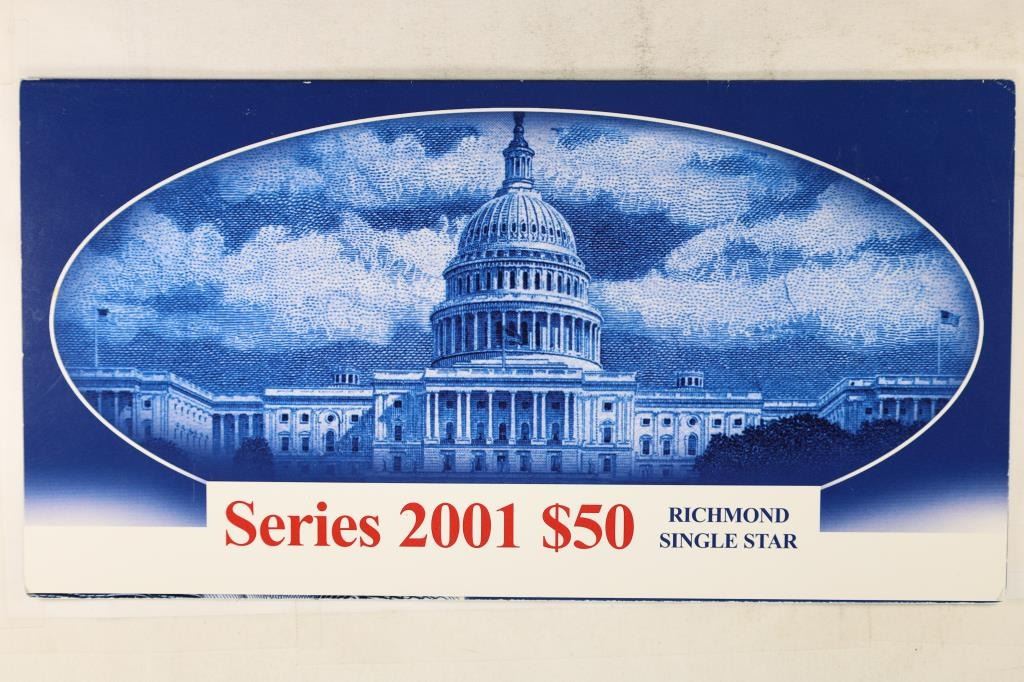 Series 2001 $50
RICHMOND
SINGLE STAR